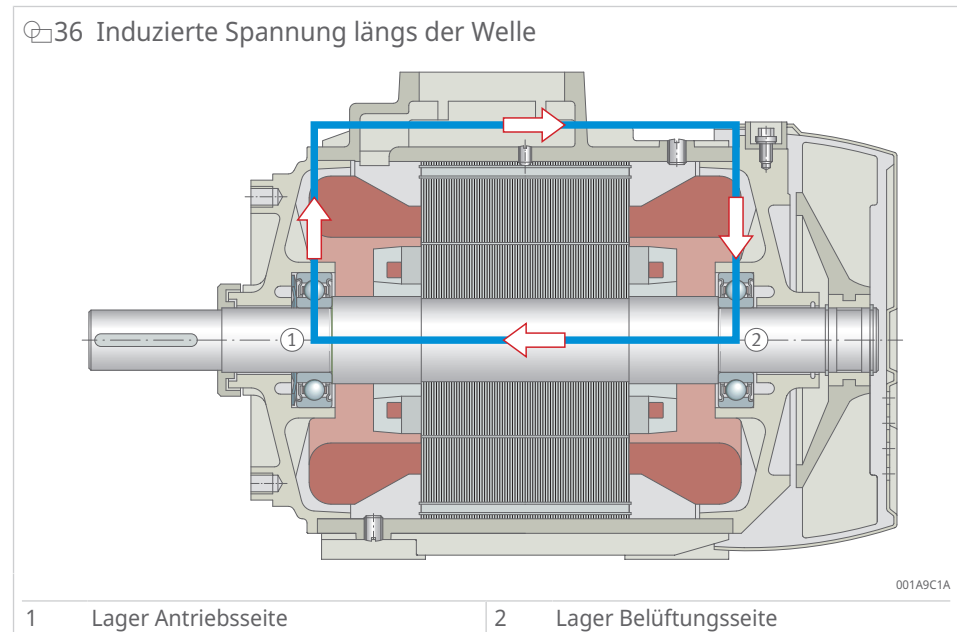 36 Induzierte Spannung längs der Welle
1
2
001A9C1A
1 Lager Antriebsseite
2 Lager Belüftungsseite